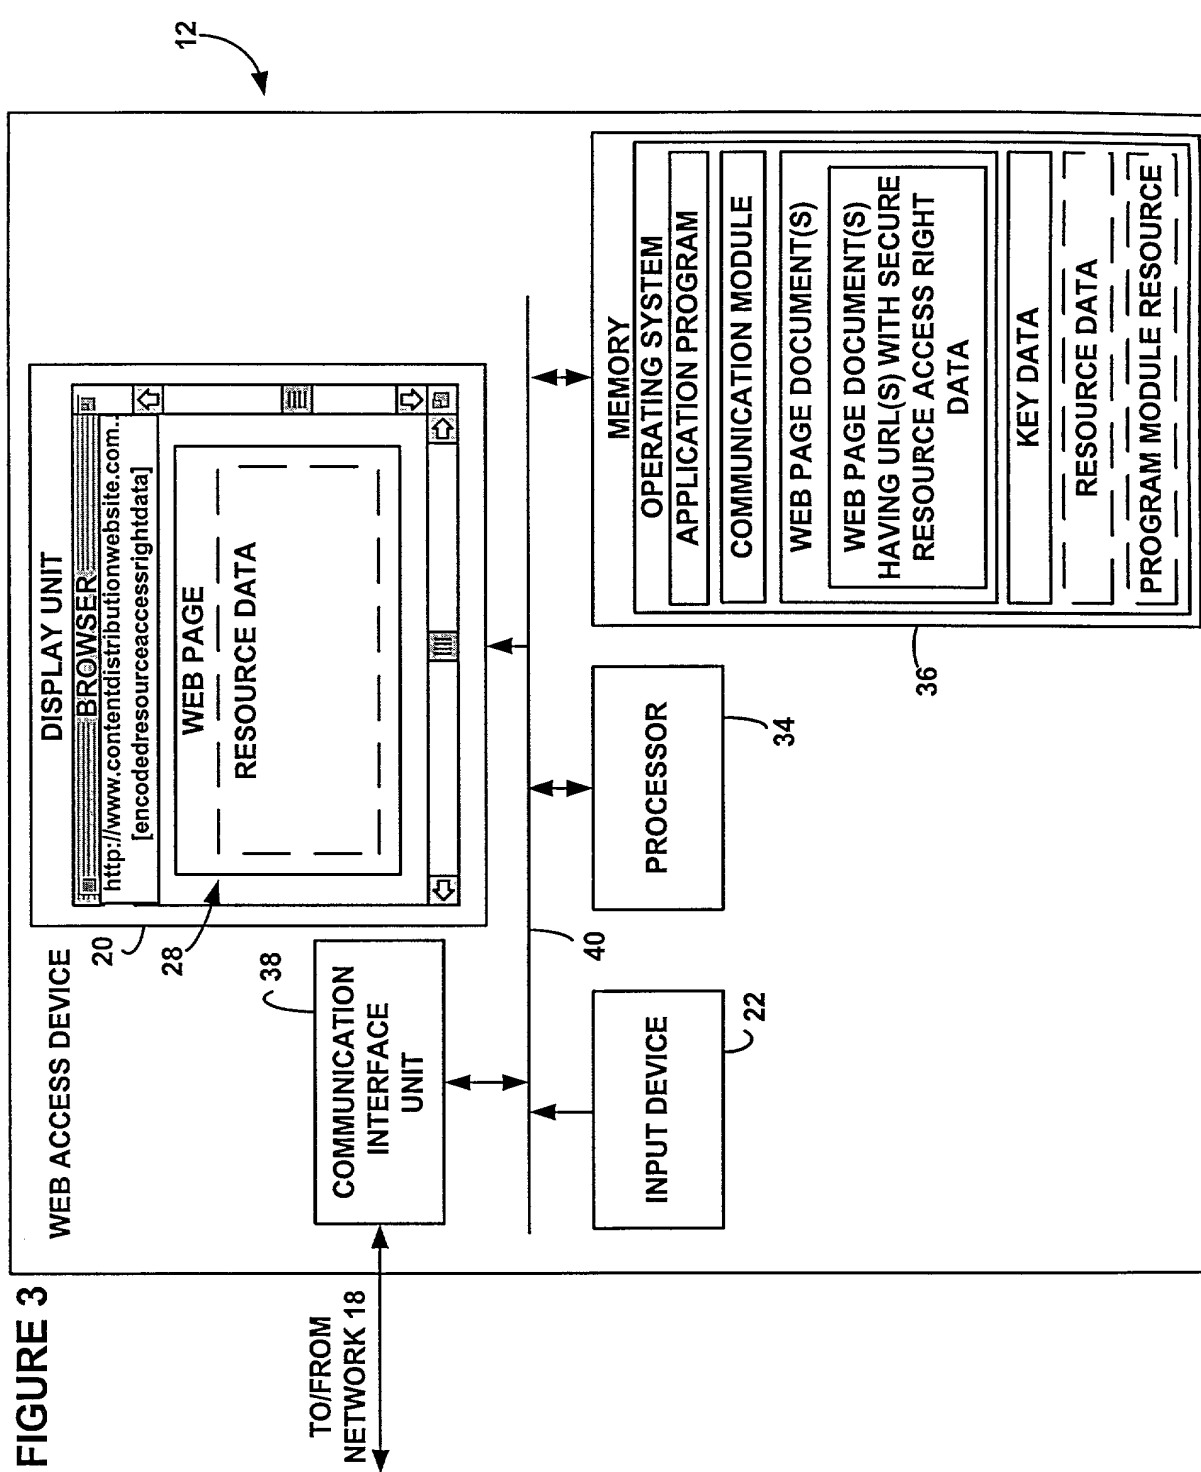 FIGURE 3
12
WEB ACCESS DEVICE
DISPLAY UNIT
BROWSER
http://www.contentdistributionwebsite.com..
[encodedresourceaccessrightdata]
WEB PAGE
RESOURCE DATA
20
28
38
COMMUNICATION
INTERFACE
UNIT
TO/FROM
NETWORK 18
40
INPUT DEVICE
22
PROCESSOR
34
MEMORY
OPERATING SYSTEM
APPLICATION PROGRAM
COMMUNICATION MODULE
WEB PAGE DOCUMENT(S)
WEB PAGE DOCUMENT(S)
HAVING URL(S) WITH SECURE
RESOURCE ACCESS RIGHT
DATA
KEY DATA
RESOURCE DATA
PROGRAM MODULE RESOURCE
36